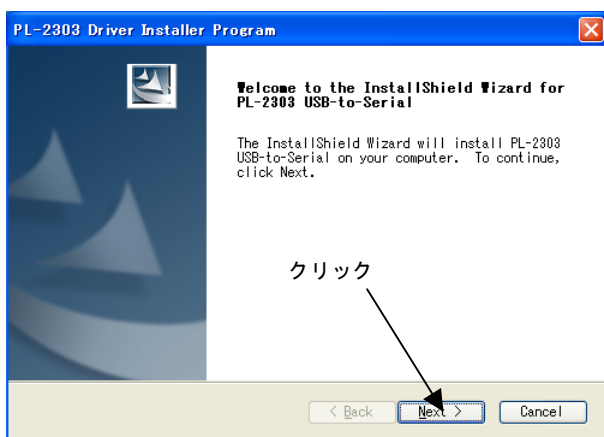 PL-2303 Driver Installer Program
Welcome to the InstallShield Wizard for
PL-2303 USB-to-Serial
The InstallShield Wizard will install PL-2303
USB-to-Serial on your computer. To continue,
click Next.
クリック
< Back
Next >
Cancel